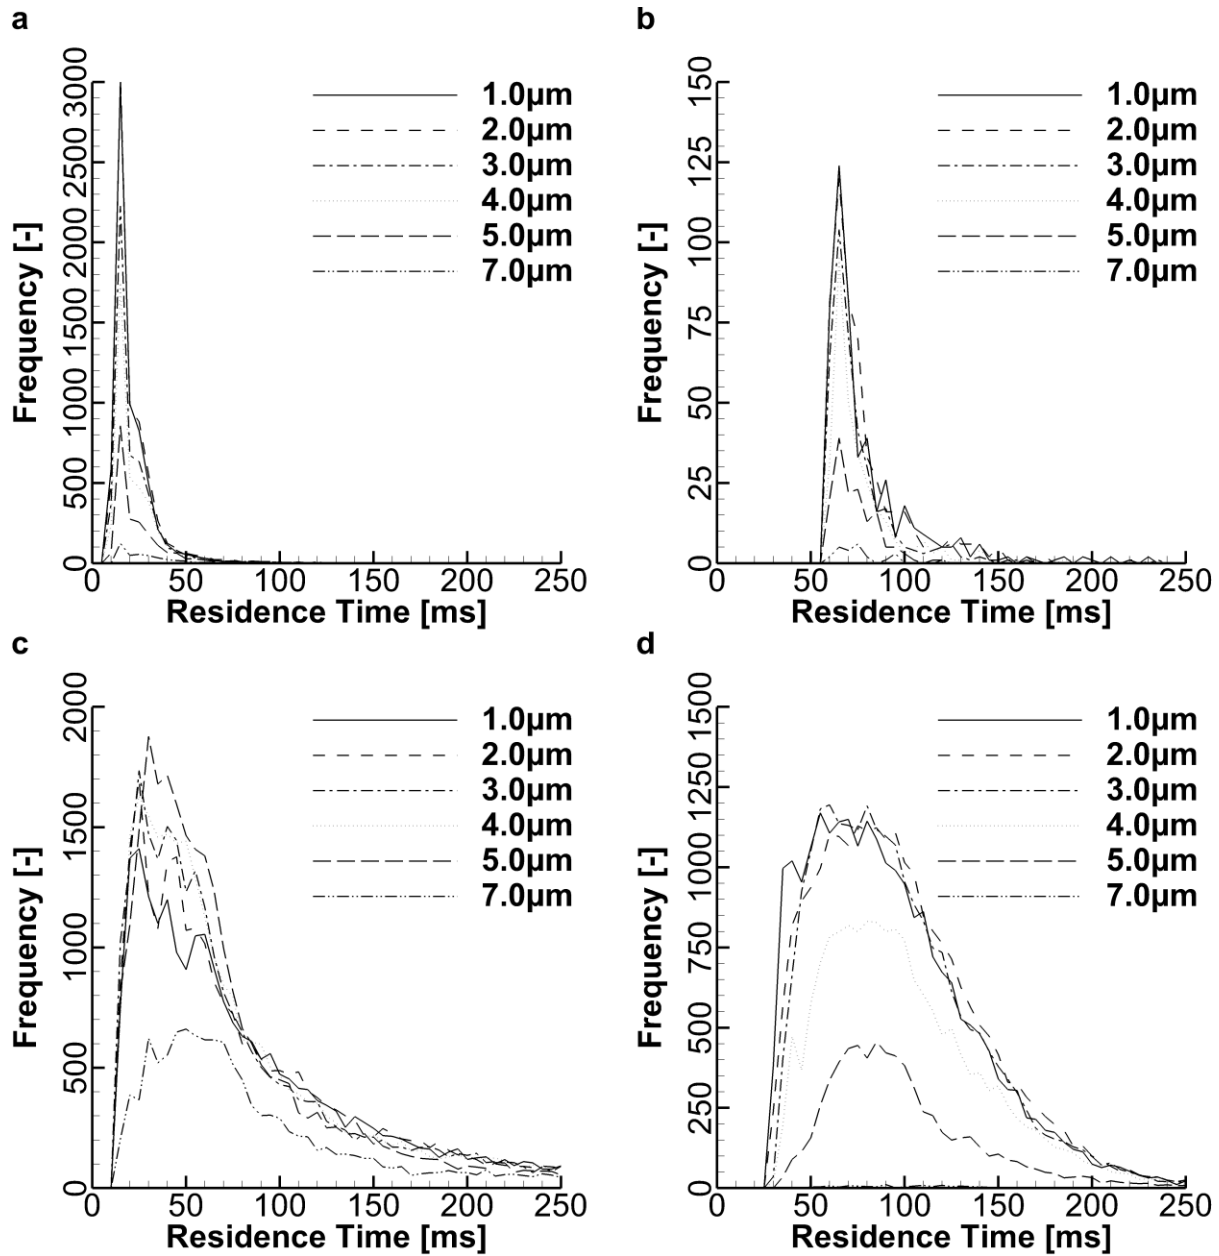 a
Frequency [-]
0 500 1000 1500 2000 2500 3000
1.0µm
2.0µm
3.0µm
4.0µm
5.0µm
7.0µm
0 50 100 150 200 250
Residence Time [ms]
b
Frequency [-]
0 25 50 75 100 125 150
1.0µm
2.0µm
3.0µm
4.0µm
5.0µm
7.0µm
0 50 100 150 200 250
Residence Time [ms]
c
Frequency [-]
0 500 1000 1500 2000
1.0µm
2.0µm
3.0µm
4.0µm
5.0µm
7.0µm
0 50 100 150 200 250
Residence Time [ms]
d
Frequency [-]
0 250 500 750 1000 1250 1500
1.0µm
2.0µm
3.0µm
4.0µm
5.0µm
7.0µm
0 50 100 150 200 250
Residence Time [ms]